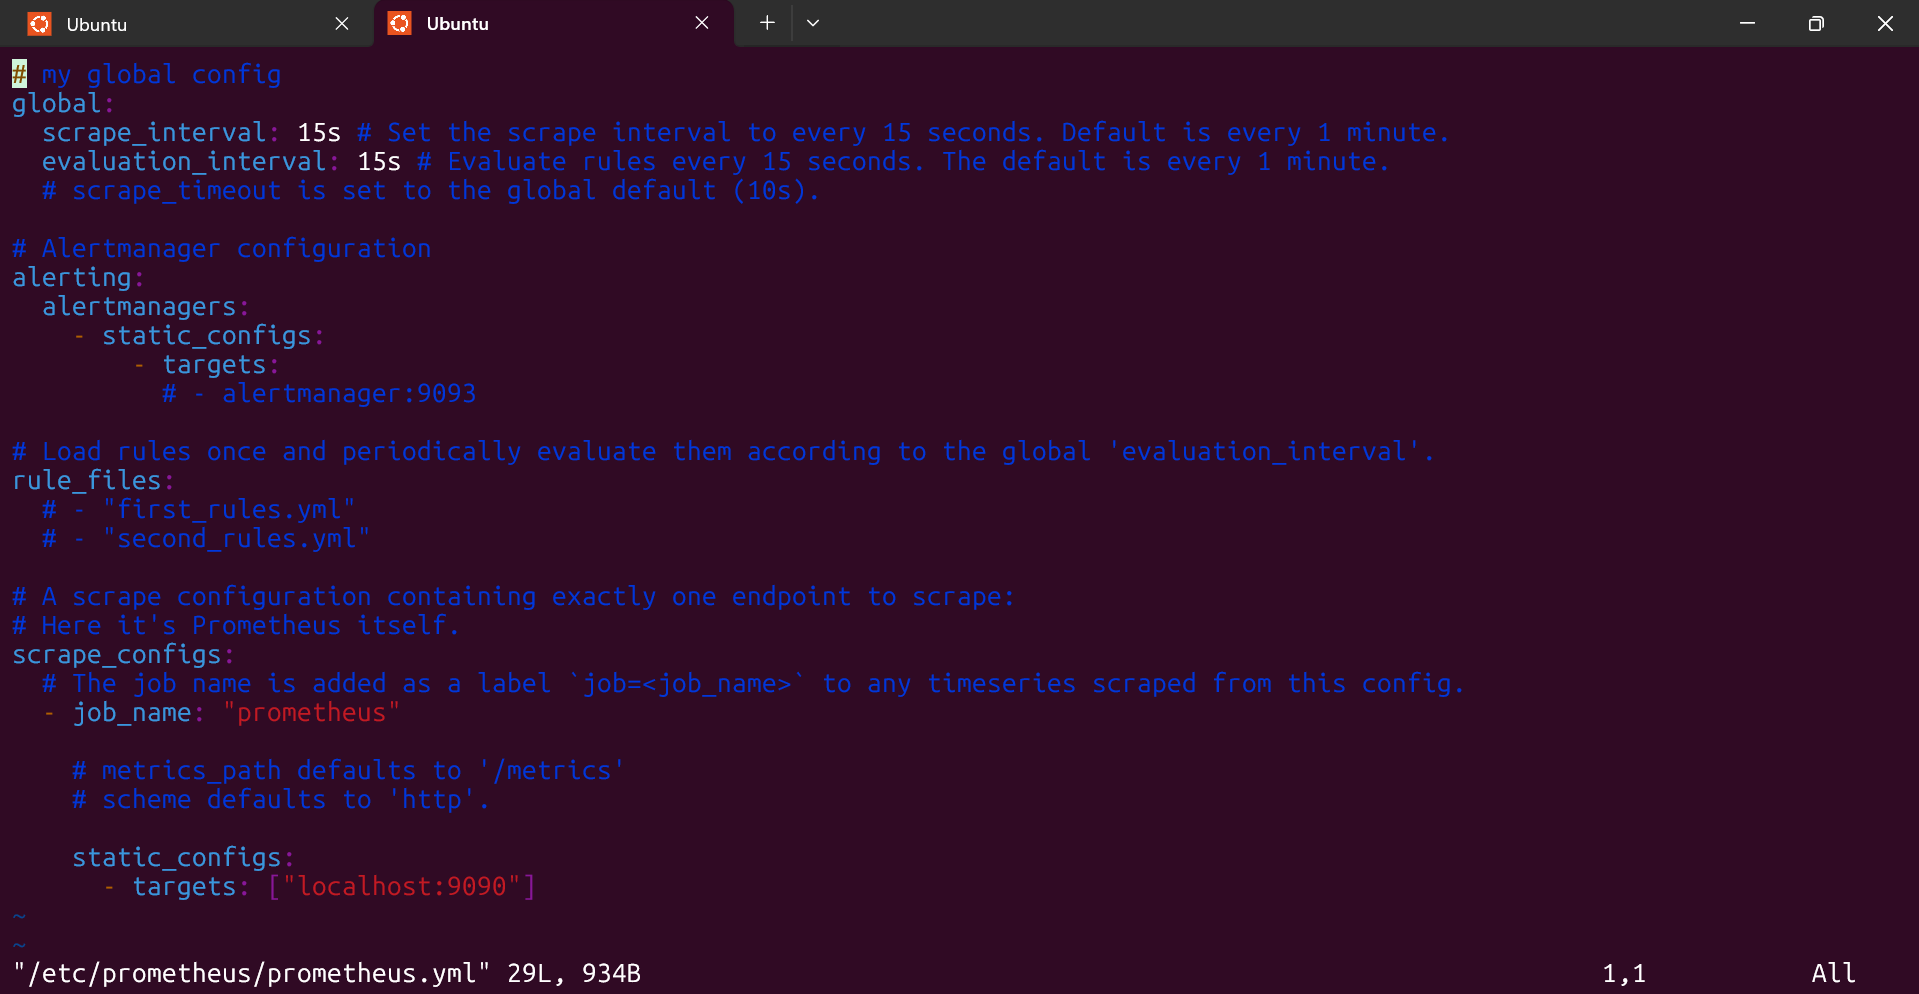 Ubuntu
Ubuntu
# my global config
global:
  scrape_interval: 15s # Set the scrape interval to every 15 seconds. Default is every 1 minute.
  evaluation_interval: 15s # Evaluate rules every 15 seconds. The default is every 1 minute.
  # scrape_timeout is set to the global default (10s).

# Alertmanager configuration
alerting:
  alertmanagers:
    - static_configs:
        - targets:
          # - alertmanager:9093

# Load rules once and periodically evaluate them according to the global 'evaluation_interval'.
rule_files:
  # - "first_rules.yml"
  # - "second_rules.yml"

# A scrape configuration containing exactly one endpoint to scrape:
# Here it's Prometheus itself.
scrape_configs:
  # The job name is added as a label `job=<job_name>` to any timeseries scraped from this config.
  - job_name: "prometheus"

    # metrics_path defaults to '/metrics'
    # scheme defaults to 'http'.

    static_configs:
      - targets: ["localhost:9090"]
~
~
"/etc/prometheus/prometheus.yml" 29L, 934B 1,1 All